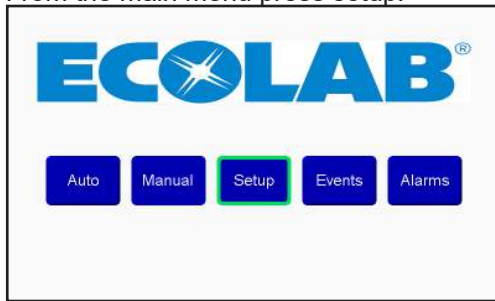 From the main menu press setup.
ECOLAB®
Auto Manual Setup Events Alarms